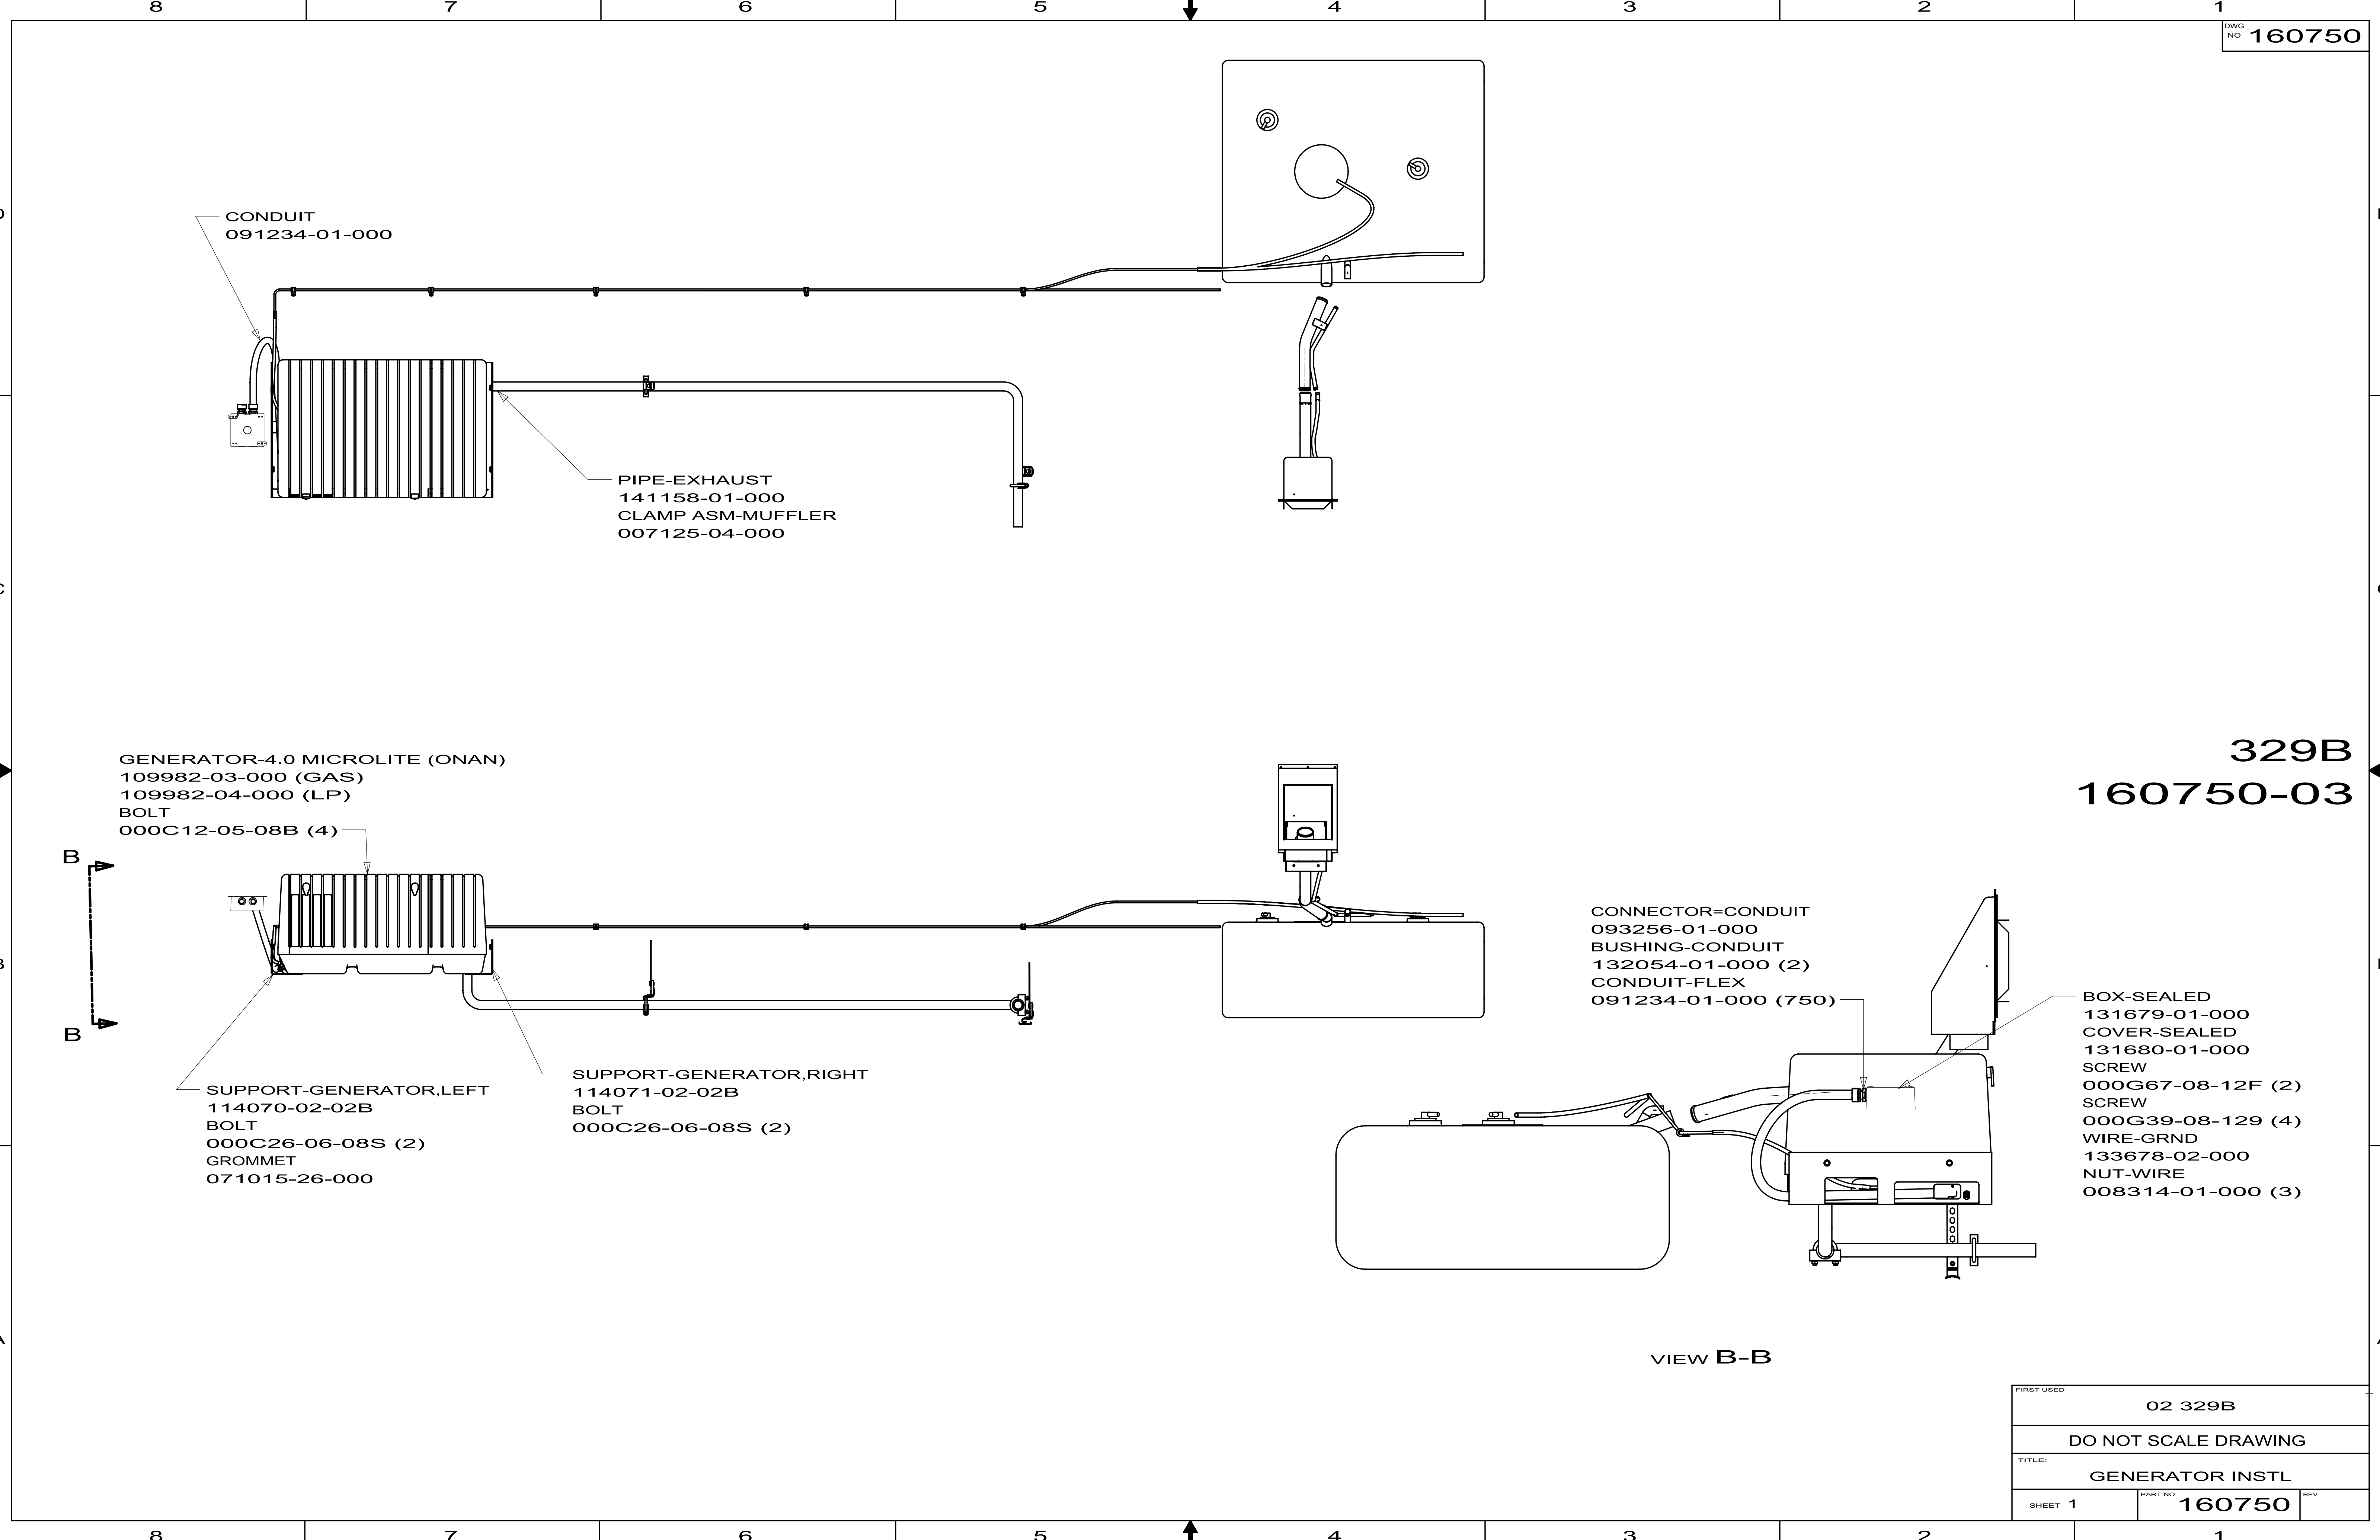 8 7 6 5 4 3 2 1
DWG
NO 160750
CONDUIT
091234-01-000
PIPE-EXHAUST
141158-01-000
CLAMP ASM-MUFFLER
007125-04-000
C
329B
160750-03
GENERATOR-4.0 MICROLITE (ONAN)
109982-03-000 (GAS)
109982-04-000 (LP)
BOLT
000C12-05-08B (4)
B
B
SUPPORT-GENERATOR,LEFT
114070-02-02B
BOLT
000C26-06-08S (2)
GROMMET
071015-26-000
SUPPORT-GENERATOR,RIGHT
114071-02-02B
BOLT
000C26-06-08S (2)
CONNECTOR=CONDUIT
093256-01-000
BUSHING-CONDUIT
132054-01-000 (2)
CONDUIT-FLEX
091234-01-000 (750)
BOX-SEALED
131679-01-000
COVER-SEALED
131680-01-000
SCREW
000G67-08-12F (2)
SCREW
000G39-08-129 (4)
WIRE-GRND
133678-02-000
NUT-WIRE
008314-01-000 (3)
VIEW B-B
FIRST USED
02 329B
DO NOT SCALE DRAWING
TITLE:
GENERATOR INSTL
SHEET 1
PART NO 160750
REV
8 7 6 5 4 3 2 1